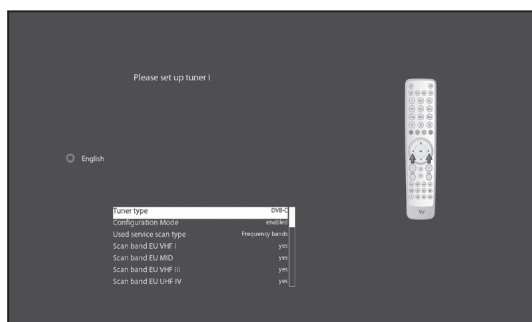 Please set up tuner I
English
Tuner type DVB-C
Configuration Mode enabled
Used service scan type Frequency bands
Scan band EU VHF I yes
Scan band EU MID yes
Scan band EU VHF III yes
Scan band EU UHF IV yes